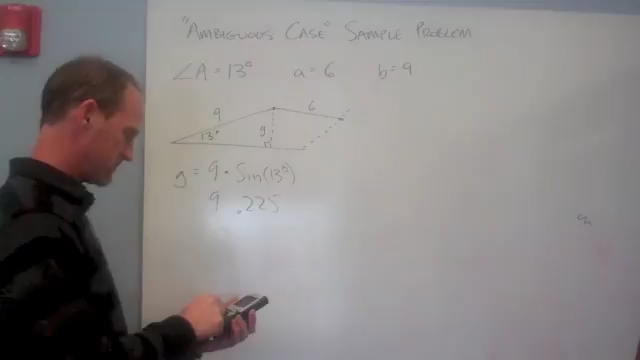 "AMBIGUOUS CASE" SAMPLE PROBLEM
∠A = 13° a = 6 b = 9
9 6
13° g
g = 9 · Sin(13°)
9 .225